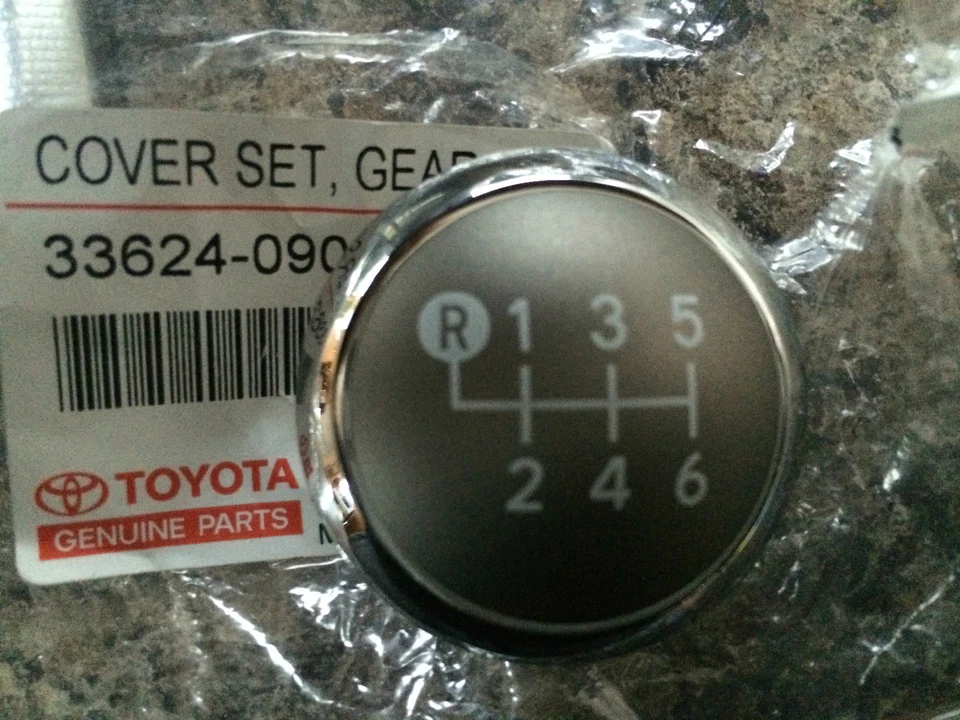 COVER SET, GEA
33624-090
R 1 3 5
2 4 6
TOYOTA
GENUINE PARTS